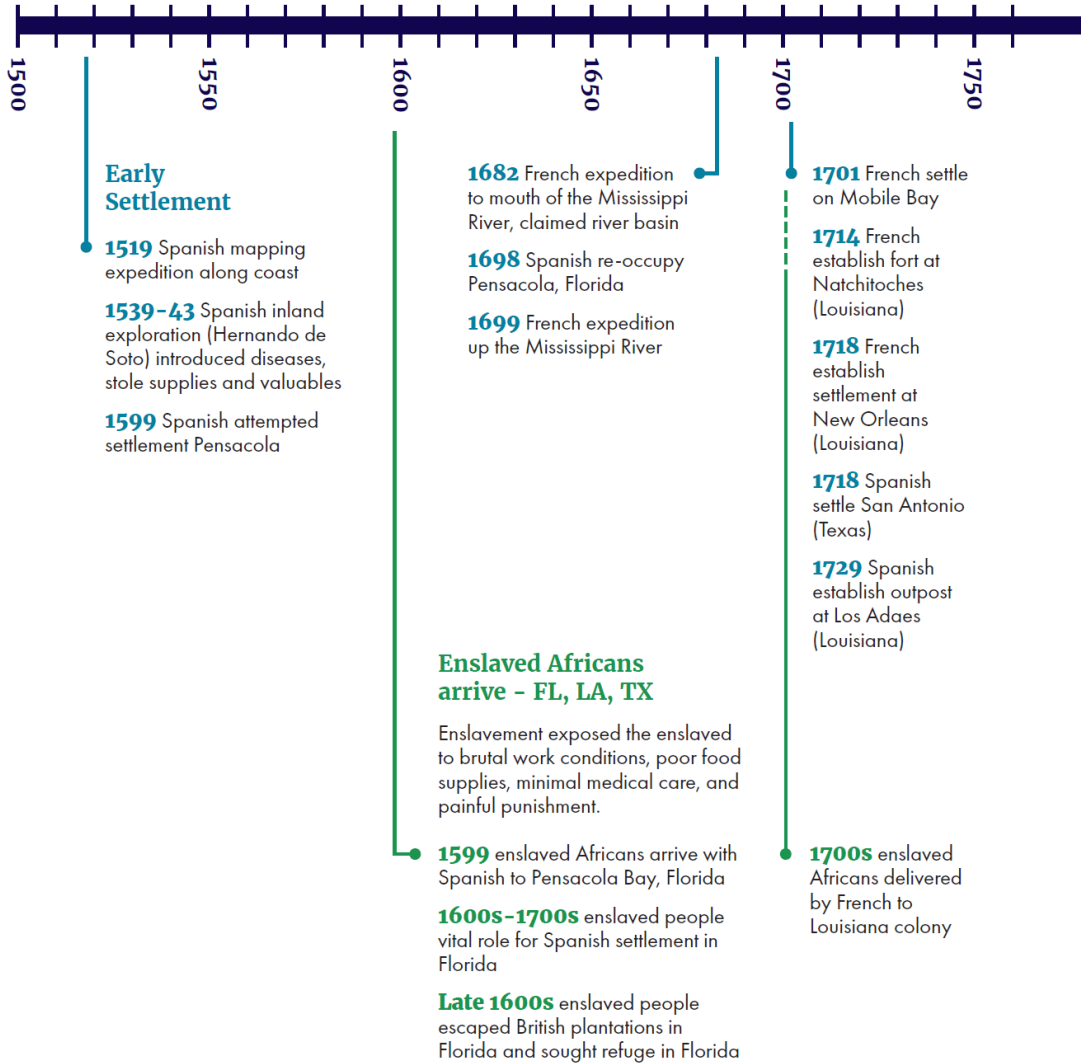 1500
1550
1600
1650
1700
1750
Early
Settlement
1519 Spanish mapping
expedition along coast
1539-43 Spanish inland
exploration (Hernando de
Soto) introduced diseases,
stole supplies and valuables
1599 Spanish attempted
settlement Pensacola
1682 French expedition
to mouth of the Mississippi
River, claimed river basin
1698 Spanish re-occupy
Pensacola, Florida
1699 French expedition
up the Mississippi River
1701 French settle
on Mobile Bay
1714 French
establish fort at
Natchitoches
(Louisiana)
1718 French
establish
settlement at
New Orleans
(Louisiana)
1718 Spanish
settle San Antonio
(Texas)
1729 Spanish
establish outpost
at Los Adaes
(Louisiana)
Enslaved Africans
arrive - FL, LA, TX
Enslavement exposed the enslaved
to brutal work conditions, poor food
supplies, minimal medical care, and
painful punishment.
1599 enslaved Africans arrive with
Spanish to Pensacola Bay, Florida
1600s-1700s enslaved people
vital role for Spanish settlement in
Florida
Late 1600s enslaved people
escaped British plantations in
Florida and sought refuge in Florida
1700s enslaved
Africans delivered
by French to
Louisiana colony